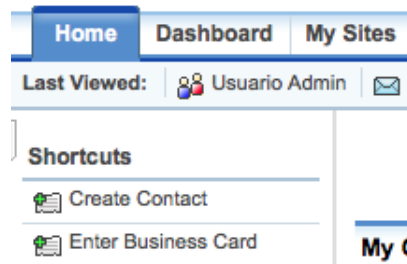 Home Dashboard My Sites
Last Viewed: Usuario Admin
Shortcuts
Create Contact
Enter Business Card
My